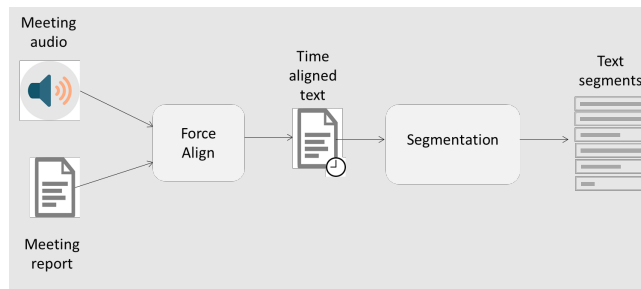 Meeting
audio
Meeting
report
Force
Align
Time
aligned
text
Segmentation
Text
segments